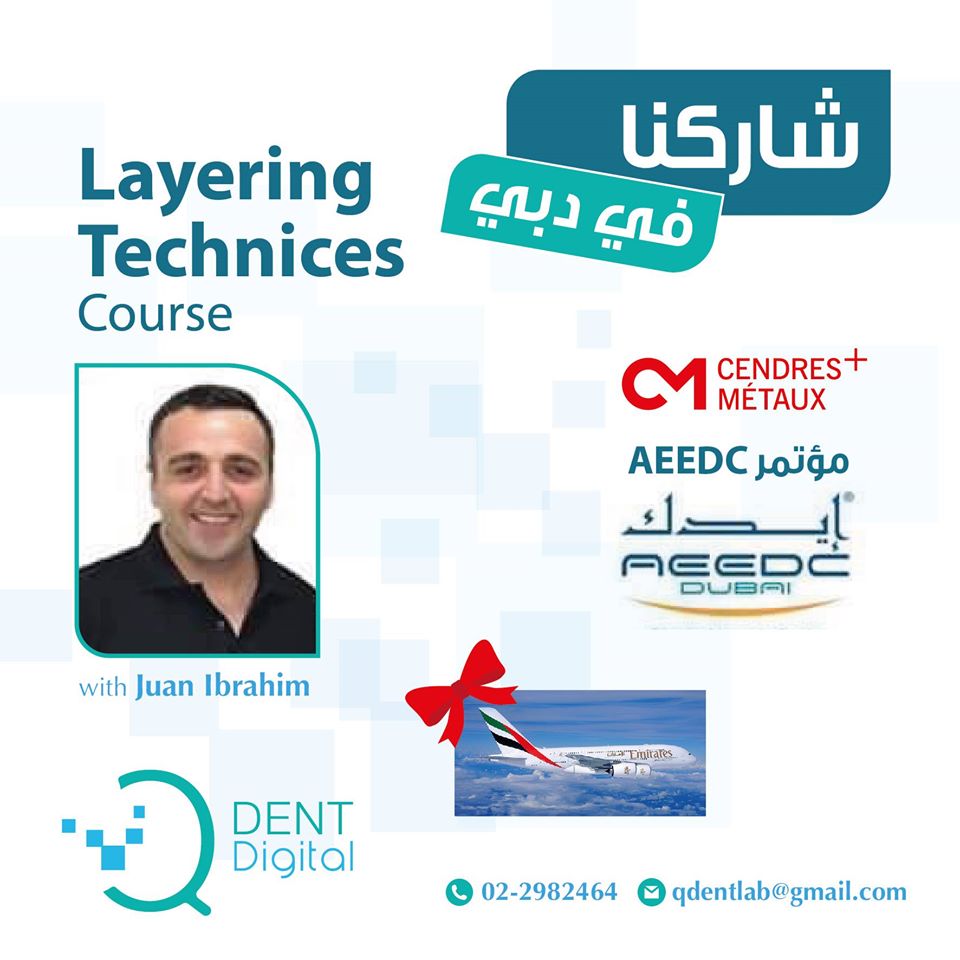 شاركنا
في دبي
Layering
Technices
Course
CENDRES+
MÉTAUX
مؤتمر AEEDC
إيدك®
AEEDC
DUBAI
with Juan Ibrahim
Emirates
DENT
Digital
02-2982464
qdentlab@gmail.com